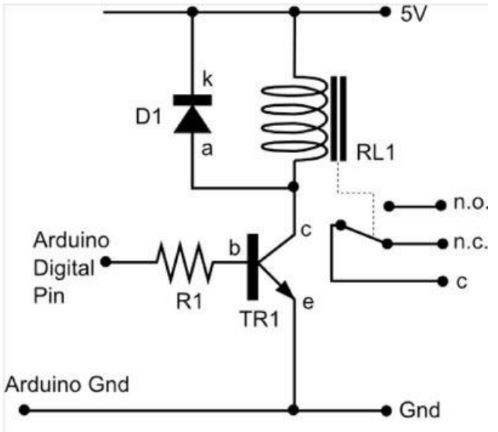 5V
k
D1
a
RL1
n.o.
c
n.c.
b
Arduino
Digital
Pin
c
e
R1
TR1
Arduino Gnd
Gnd